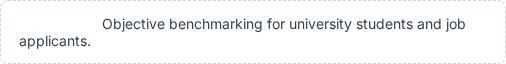 Objective benchmarking for university students and job
applicants.